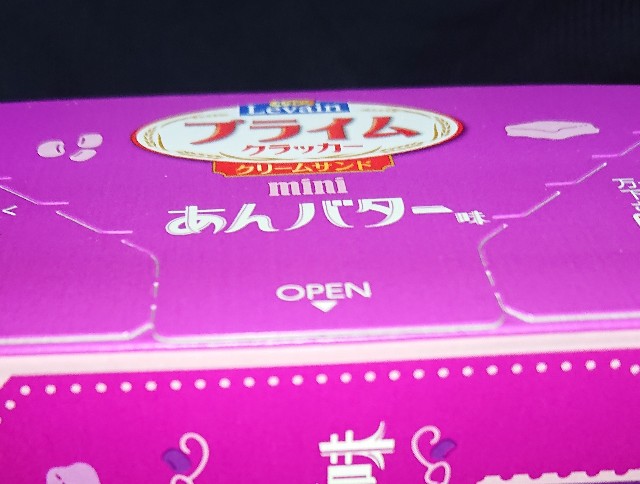 Levain
プライム
クラッカー
クリームサンド
mini
あんバター味
OPEN
味